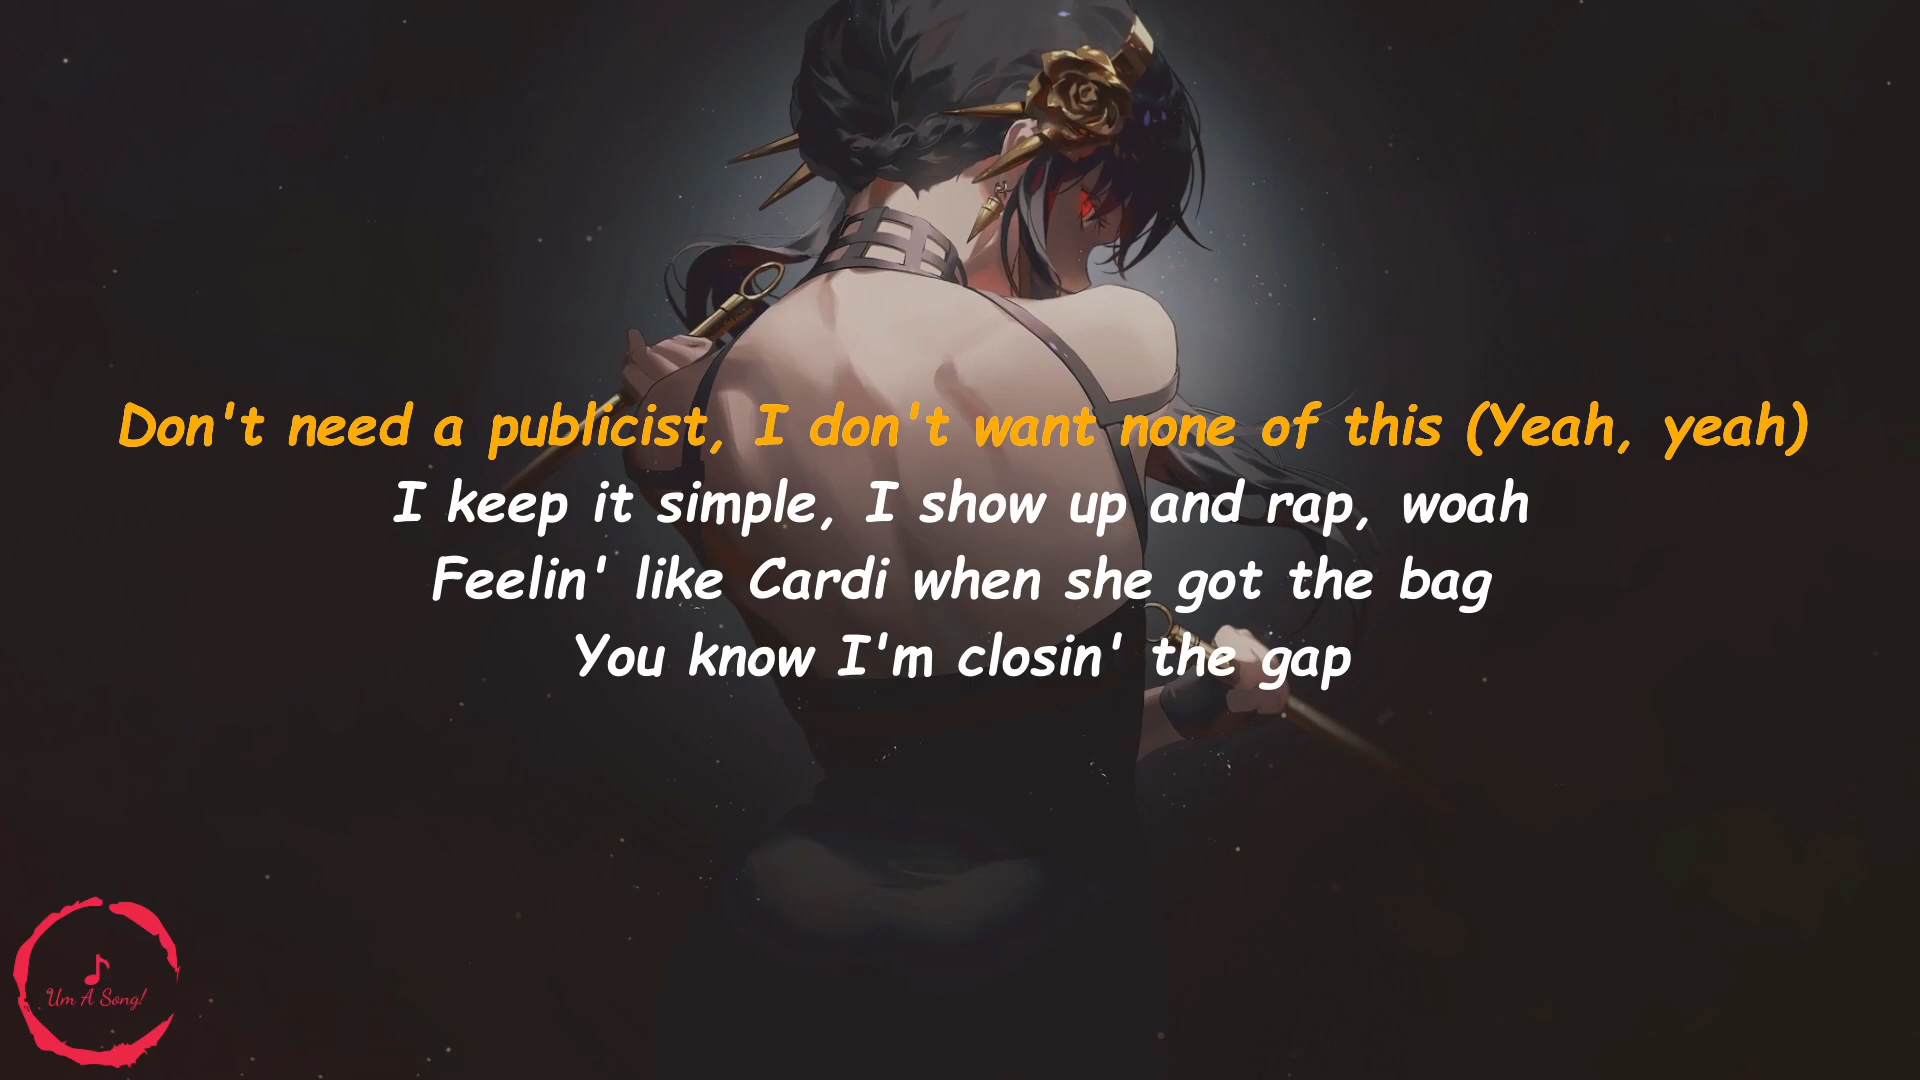 Don't need a publicist, I don't want none of this (Yeah, yeah)
I keep it simple, I show up and rap, woah
Feelin' like Cardi when she got the bag
You know I'm closin' the gap
Um A Song!